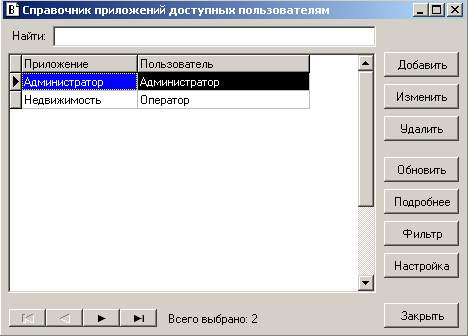 Справочник приложений доступных пользователям
Найти:
Приложение Пользователь
Администратор Администратор
Недвижимость Оператор
Добавить
Изменить
Удалить
Обновить
Подробнее
Фильтр
Настройка
Закрыть
Всего выбрано: 2